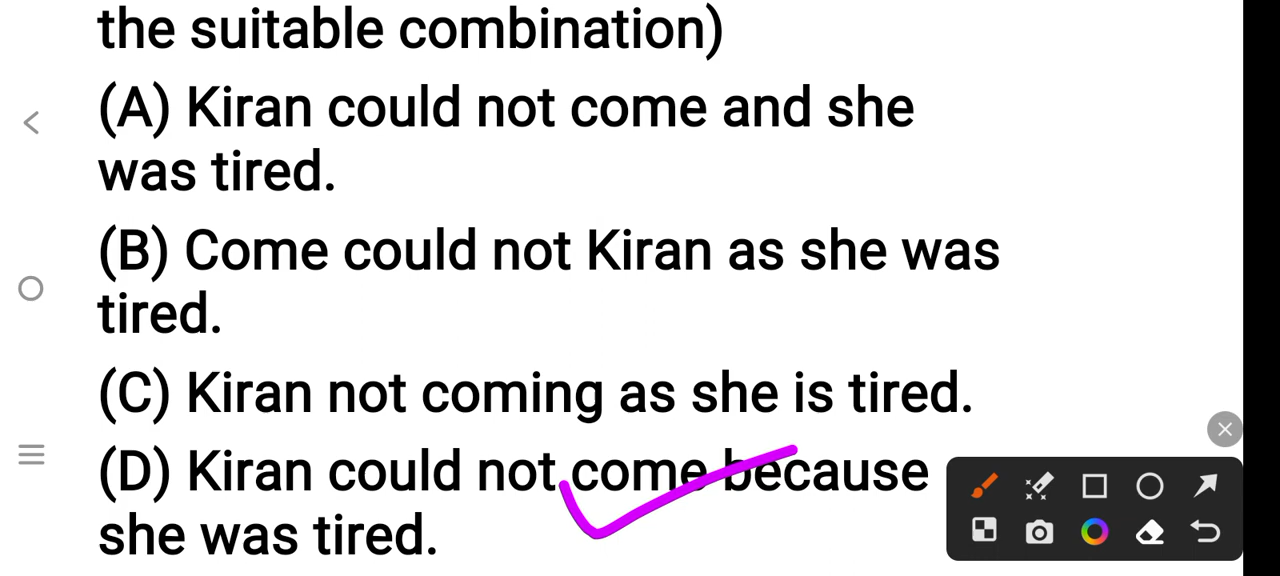 the suitable combination)
(A) Kiran could not come and she
was tired.
(B) Come could not Kiran as she was
tired.
(C) Kiran not coming as she is tired.
(D) Kiran could not come because
she was tired.